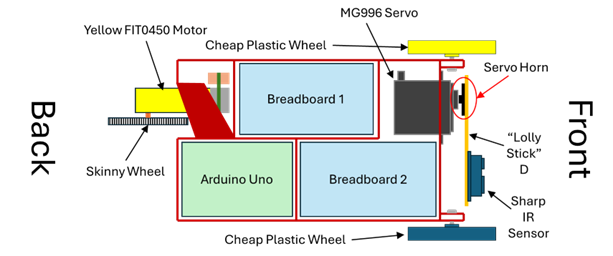 MG996 Servo
Yellow FIT0450 Motor
Cheap Plastic Wheel
Servo Horn
Breadboard 1
Back
Front
"Lolly
Stick"
D
Skinny Wheel
Arduino Uno
Breadboard 2
Sharp
IR
Sensor
Cheap Plastic Wheel